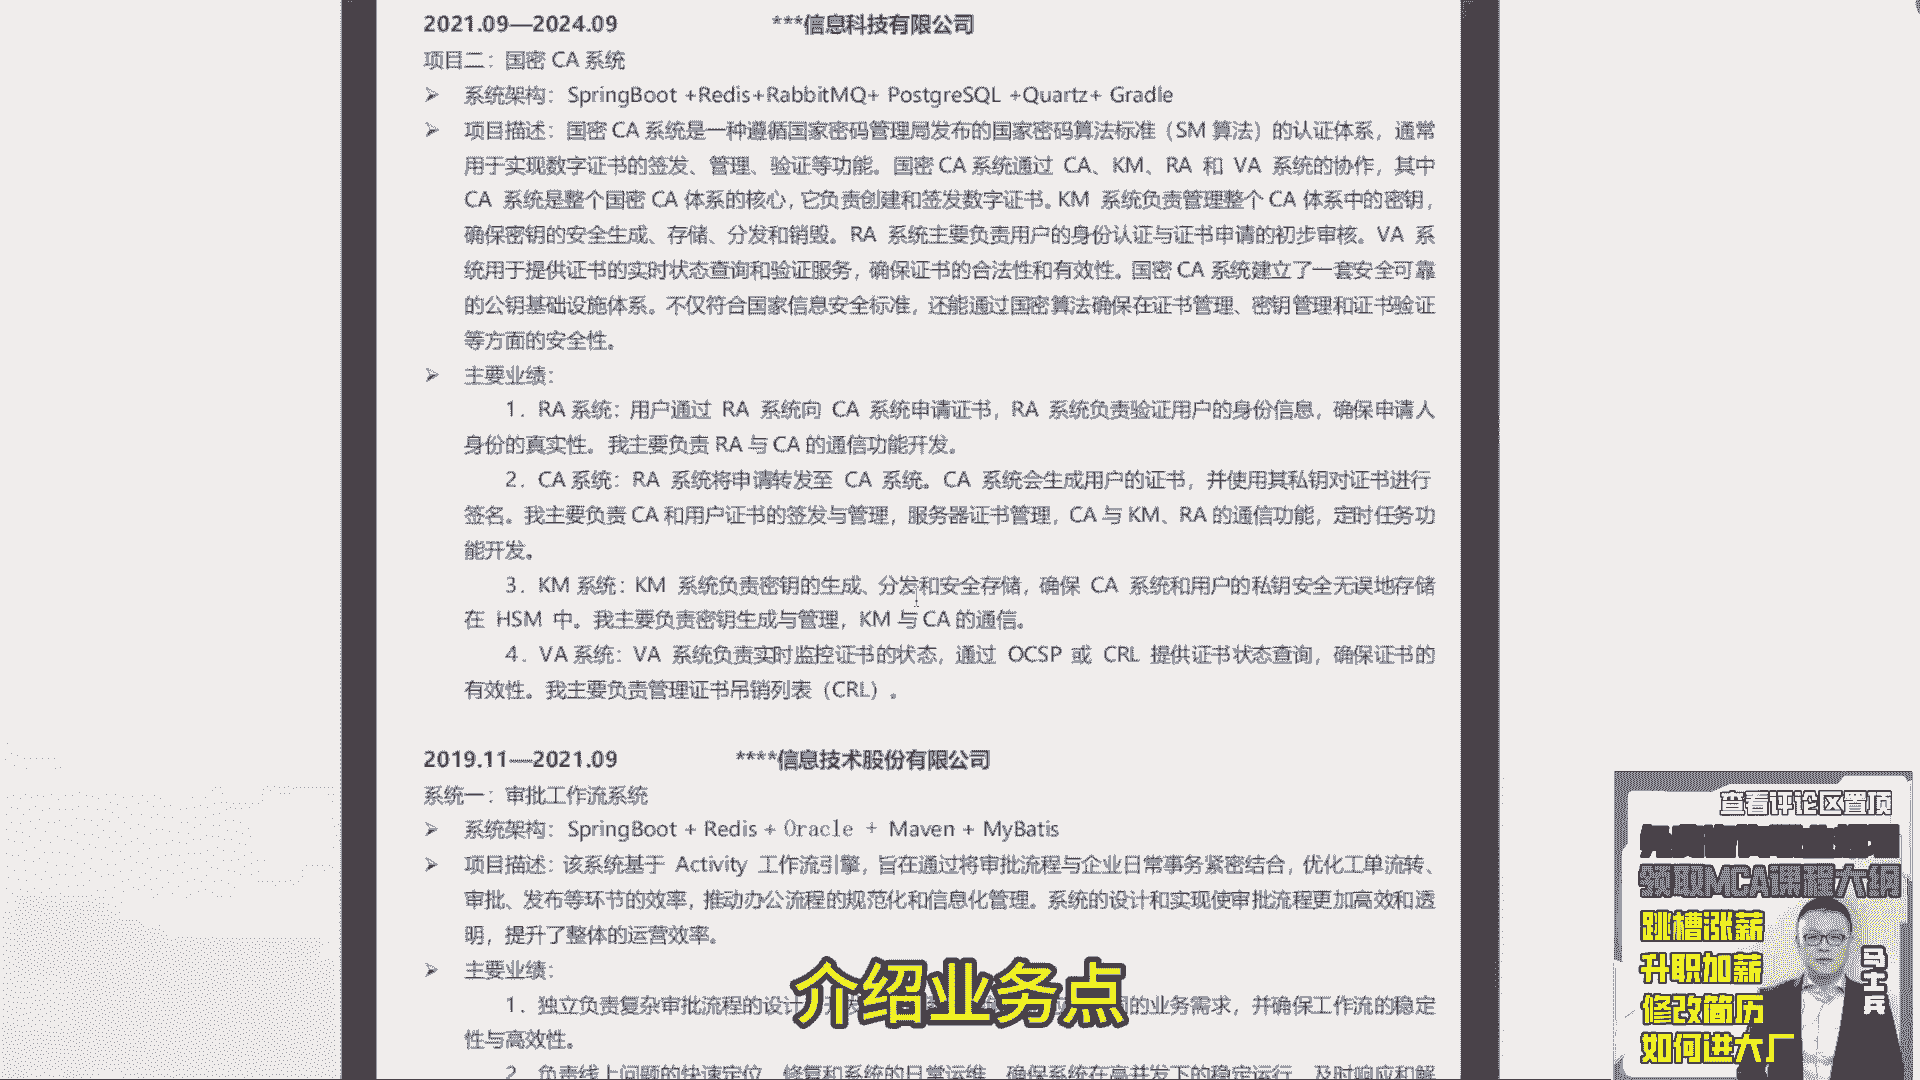 2021.09—2024.09 ***信息科技有限公司
项目二：国密 CA 系统
➢ 系统架构：SpringBoot +Redis+RabbitMQ+ PostgreSQL +Quartz+ Gradle
➢ 项目描述：国密 CA 系统是一种遵循国家密码管理局发布的国家密码算法标准（SM 算法）的认证体系，通常
用于实现数字证书的签发、管理、验证等功能。国密 CA 系统通过 CA、KM、RA 和 VA 系统的协作，其中
CA 系统是整个国密 CA 体系的核心，它负责创建和签发数字证书。KM 系统负责管理整个 CA 体系中的密钥，
确保密钥的安全生成、存储、分发和销毁。RA 系统主要负责用户的身份认证与证书申请的初步审核。VA 系
统用于提供证书的实时状态查询和验证服务，确保证书的合法性和有效性。国密 CA 系统建立了一套安全可靠
的公钥基础设施体系。不仅符合国家信息安全标准，还能通过国密算法确保在证书管理、密钥管理和证书验证
等方面的安全性。
➢ 主要业绩：
1．RA 系统：用户通过 RA 系统向 CA 系统申请证书，RA 系统负责验证用户的身份信息，确保申请人
身份的真实性。我主要负责 RA 与 CA 的通信功能开发。
2．CA 系统：RA 系统将申请转发至 CA 系统。CA 系统会生成用户的证书，并使用其私钥对证书进行
签名。我主要负责 CA 和用户证书的签发与管理，服务器证书管理，CA 与 KM、RA 的通信功能，定时任务功
能开发。
3．KM 系统：KM 系统负责密钥的生成、分发和安全存储，确保 CA 系统和用户的私钥安全无误地存储
在 HSM 中。我主要负责密钥生成与管理，KM 与 CA 的通信。
4．VA 系统：VA 系统负责实时监控证书的状态，通过 OCSP 或 CRL 提供证书状态查询，确保证书的
有效性。我主要负责管理证书吊销列表（CRL）。
2019.11—2021.09 ****信息技术股份有限公司
系统一：审批工作流系统
➢ 系统架构：SpringBoot + Redis + Oracle + Maven + MyBatis
➢ 项目描述：该系统基于 Activity 工作流引擎，旨在通过将审批流程与企业日常事务紧密结合，优化工单流转、
审批、发布等环节的效率，推动办公流程的规范化和信息化管理。系统的设计和实现使审批流程更加高效和透
明，提升了整体的运营效率。
➢ 主要业绩：
1．独立负责复杂审批流程的设计 的业务需求，并确保工作流的稳定
性与高效性。
2．负责线上问题的快速定位、修复和系统的日常运维，确保系统在高并发下的稳定运行，及时响应和解
介绍业务点
查看评论区置顶
领取MCA课程大纲
跳槽涨薪
升职加薪
修改简历
如何进大厂
马士兵